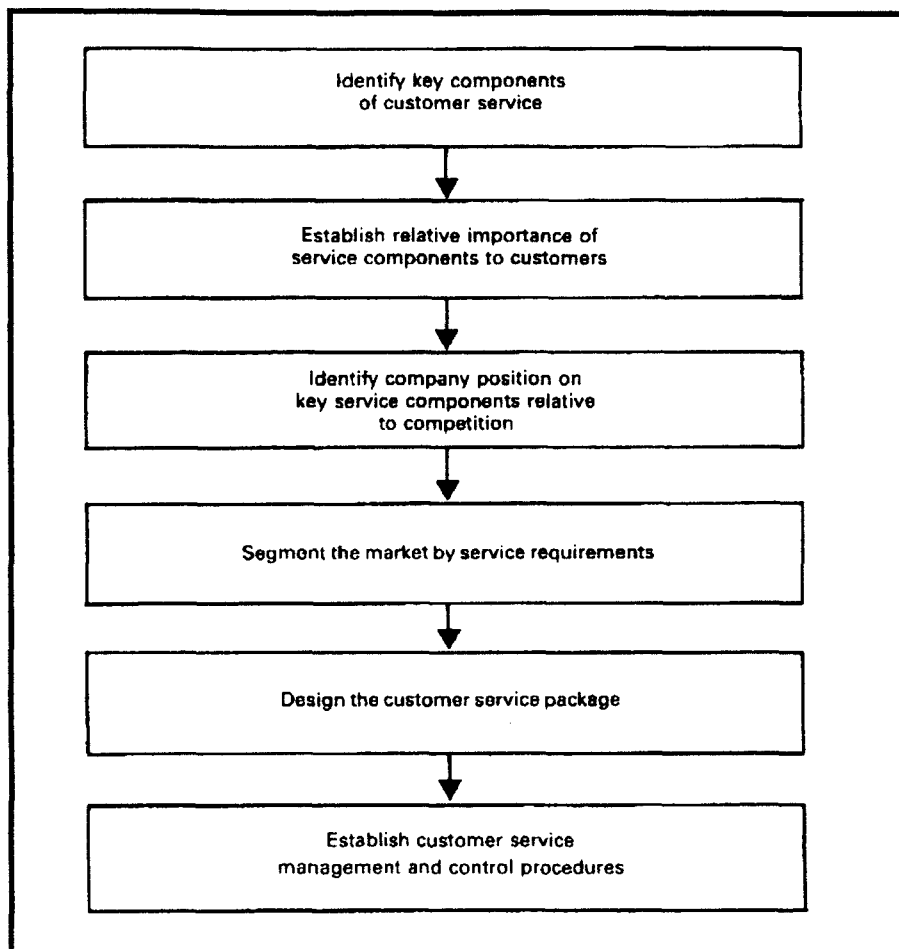 Identify key components
of customer service
Establish relative importance of
service components to customers
Identify company position on
key service components relative
to competition
Segment the market by service requirements
Design the customer service package
Establish customer service
management and control procedures